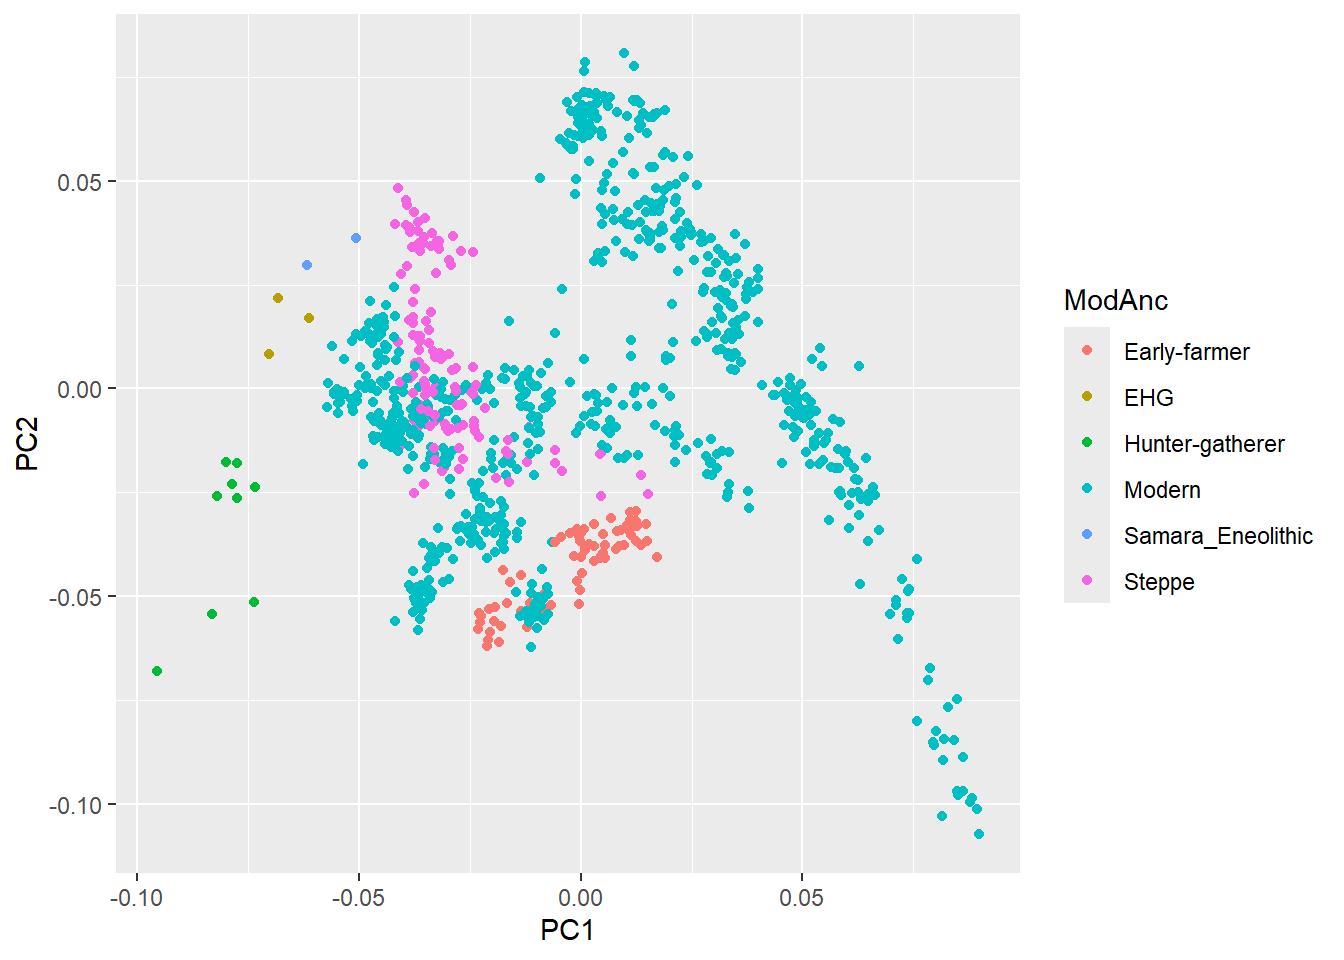 0.05
0.00
-0.05
-0.10
PC2
-0.10
-0.05
0.00
0.05
PC1
ModAnc
Early-farmer
EHG
Hunter-gatherer
Modern
Samara_Eneolithic
Steppe